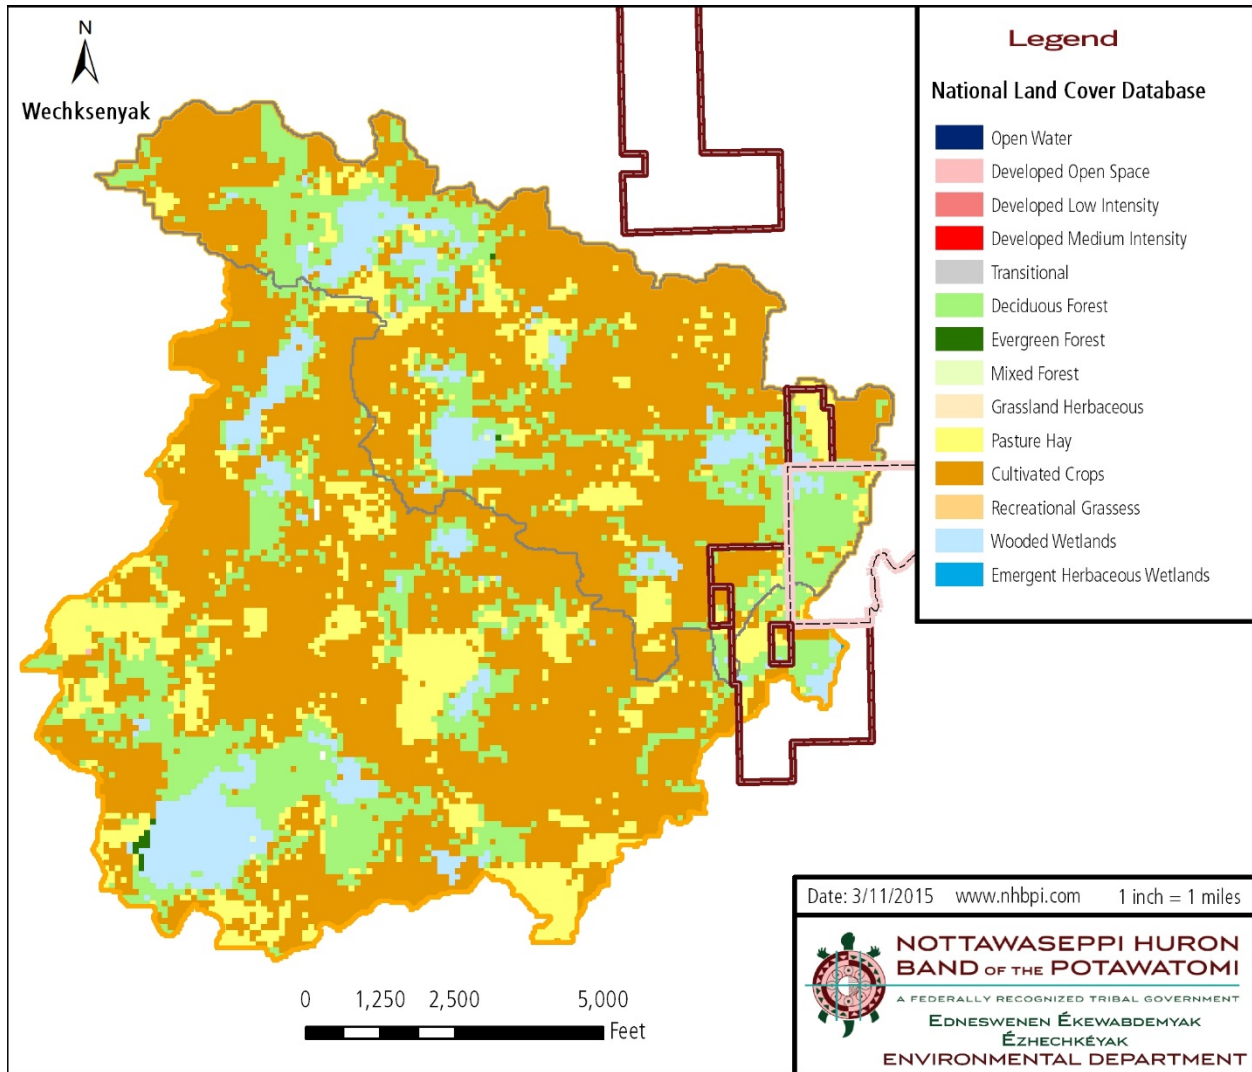 N
Wechksenyak
Legend
National Land Cover Database
Open Water
Developed Open Space
Developed Low Intensity
Developed Medium Intensity
Transitional
Deciduous Forest
Evergreen Forest
Mixed Forest
Grassland Herbaceous
Pasture Hay
Cultivated Crops
Recreational Grassess
Wooded Wetlands
Emergent Herbaceous Wetlands
0 1,250 2,500 5,000
Feet
Date: 3/11/2015 www.nhbpi.com 1 inch = 1 miles
NOTTAWASEPPI HURON
BAND OF THE POTAWATOMI
A FEDERALLY RECOGNIZED TRIBAL GOVERNMENT
EDNESWENEN ÉKEWABDEMYAK
ÉZHECHKÉYAK
ENVIRONMENTAL DEPARTMENT